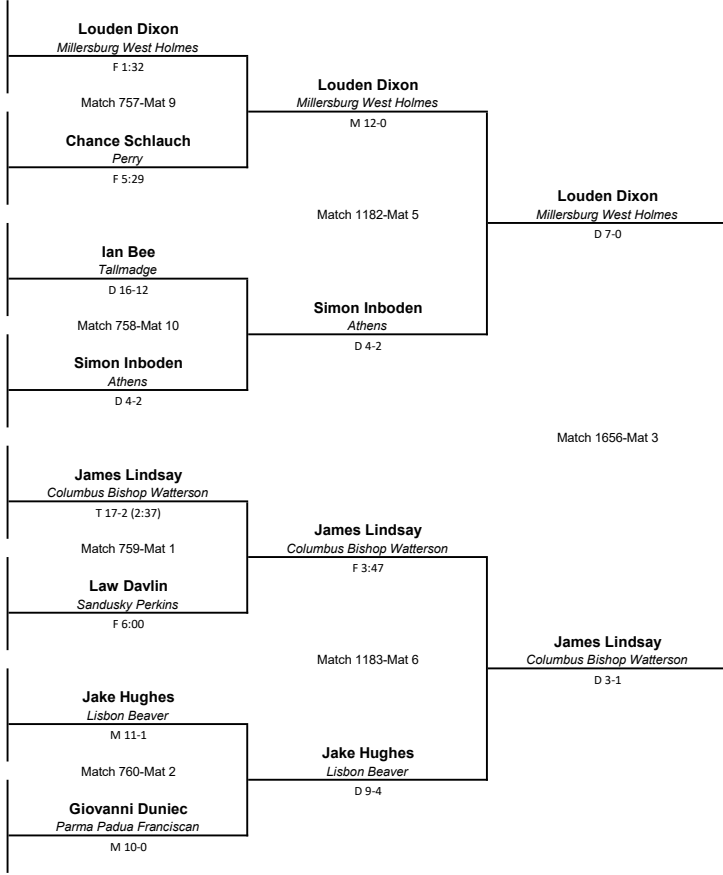 Louden Dixon
Millersburg West Holmes
F 1:32
Match 757-Mat 9
Chance Schlauch
Perry
F 5:29
Louden Dixon
Millersburg West Holmes
M 12-0
Match 1182-Mat 5
Ian Bee
Tallmadge
D 16-12
Match 758-Mat 10
Simon Inboden
Athens
D 4-2
Simon Inboden
Athens
D 4-2
Louden Dixon
Millersburg West Holmes
D 7-0
Match 1656-Mat 3
James Lindsay
Columbus Bishop Watterson
T 17-2 (2:37)
Match 759-Mat 1
Law Davlin
Sandusky Perkins
F 6:00
James Lindsay
Columbus Bishop Watterson
F 3:47
Match 1183-Mat 6
Jake Hughes
Lisbon Beaver
M 11-1
Match 760-Mat 2
Giovanni Duniec
Parma Padua Franciscan
M 10-0
Jake Hughes
Lisbon Beaver
D 9-4
James Lindsay
Columbus Bishop Watterson
D 3-1